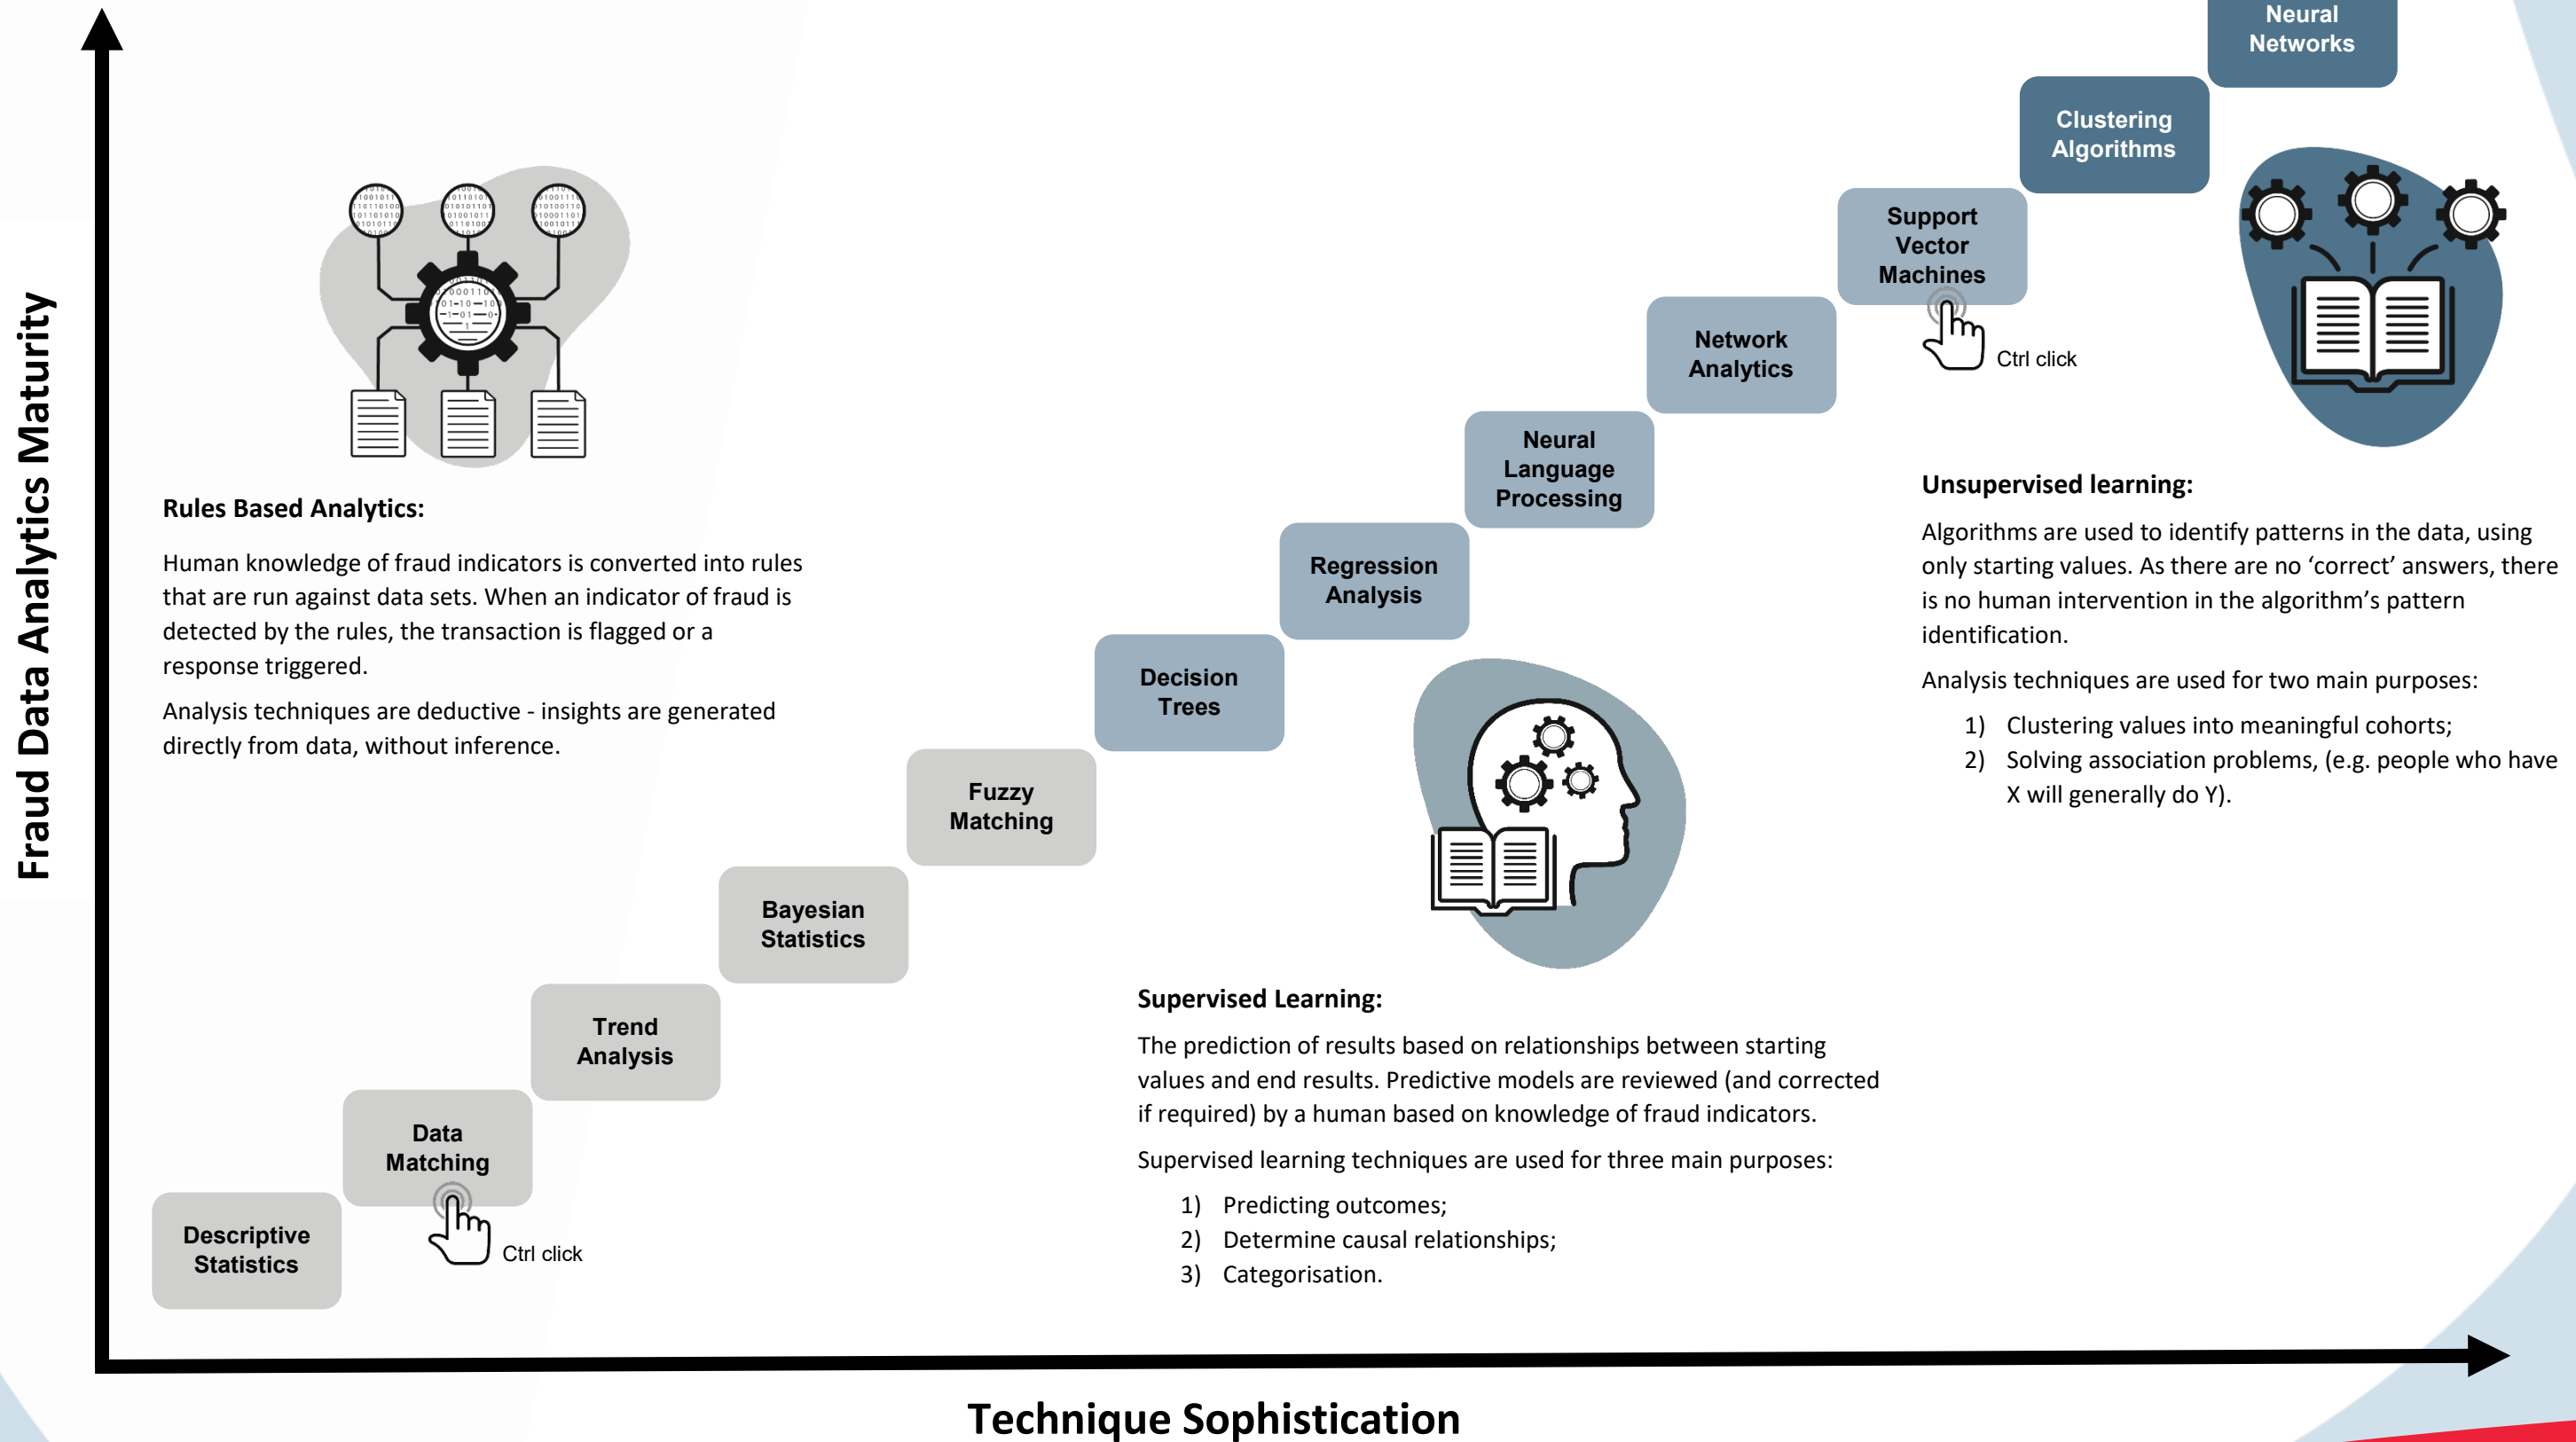 Neural
Networks
Clustering
Algorithms
Support
Vector
Machines
Ctrl click
Network
Analytics
Neural
Language
Processing
Regression
Analysis
Decision
Trees
Fuzzy
Matching
Bayesian
Statistics
Trend
Analysis
Data
Matching
Ctrl click
Descriptive
Statistics
Fraud Data Analytics Maturity
Rules Based Analytics:
Human knowledge of fraud indicators is converted into rules
that are run against data sets. When an indicator of fraud is
detected by the rules, the transaction is flagged or a
response triggered.
Analysis techniques are deductive - insights are generated
directly from data, without inference.
Supervised Learning:
The prediction of results based on relationships between starting
values and end results. Predictive models are reviewed (and corrected
if required) by a human based on knowledge of fraud indicators.
Supervised learning techniques are used for three main purposes:
1) Predicting outcomes;
2) Determine causal relationships;
3) Categorisation.
Unsupervised learning:
Algorithms are used to identify patterns in the data, using
only starting values. As there are no ‘correct’ answers, there
is no human intervention in the algorithm’s pattern
identification.
Analysis techniques are used for two main purposes:
1) Clustering values into meaningful cohorts;
2) Solving association problems, (e.g. people who have
X will generally do Y).
Technique Sophistication